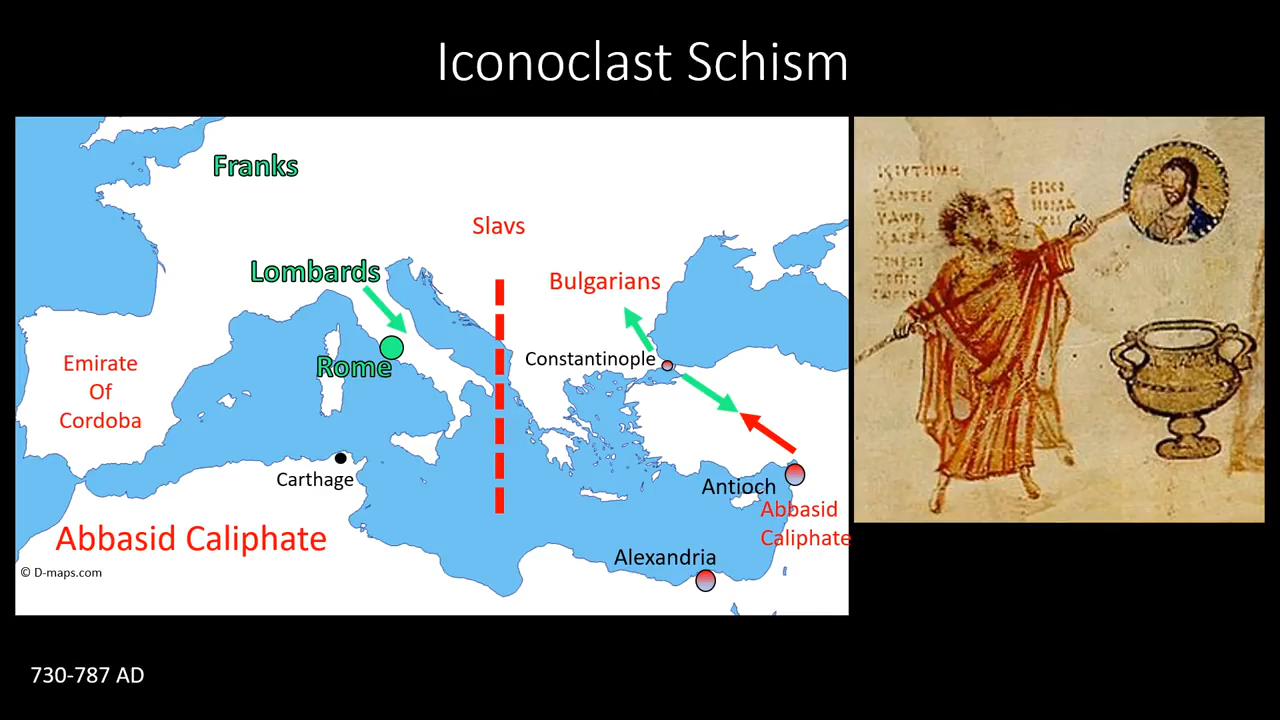 Iconoclast Schism
Franks
Slavs
Lombards
Bulgarians
Rome
Constantinople
Emirate
Of
Cordoba
Carthage
Antioch
Abbasid
Caliphate
Abbasid Caliphate
Alexandria
© D-maps.com
730-787 AD